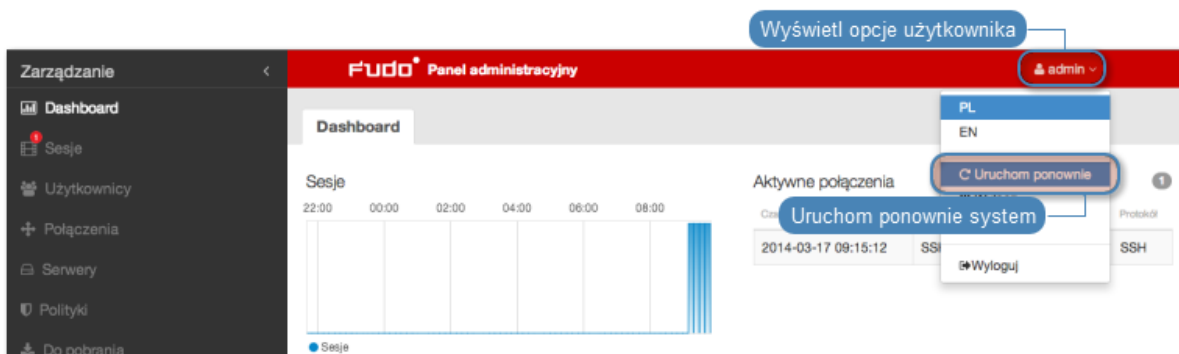 Wyświetl opcje użytkownika
Zarządzanie
FUDO Panel administracyjny
admin
Dashboard
Sesje
Użytkownicy
Połączenia
Serwery
Polityki
Do pobrania
Dashboard
PL
EN
Uruchom ponownie
Wyloguj
Uruchom ponownie system
Sesje
22:00 00:00 02:00 04:00 06:00 08:00
Sesje
Aktywne połączenia 1
Protokół
2014-03-17 09:15:12 SSH
1